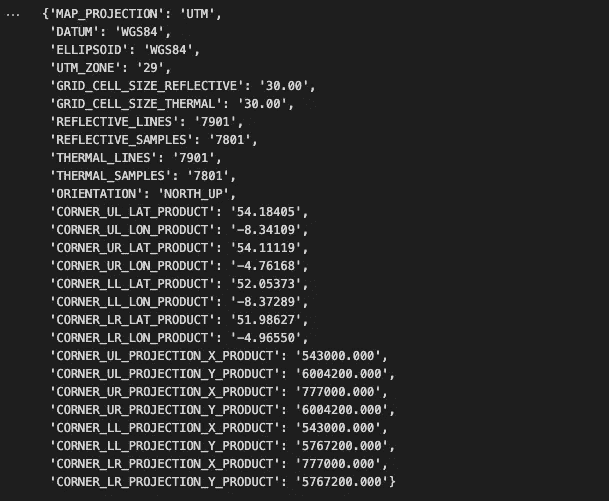 ... {'MAP_PROJECTION': 'UTM',
'DATUM': 'WGS84',
'ELLIPSOID': 'WGS84',
'UTM_ZONE': '29',
'GRID_CELL_SIZE_REFLECTIVE': '30.00',
'GRID_CELL_SIZE_THERMAL': '30.00',
'REFLECTIVE_LINES': '7901',
'REFLECTIVE_SAMPLES': '7801',
'THERMAL_LINES': '7901',
'THERMAL_SAMPLES': '7801',
'ORIENTATION': 'NORTH_UP',
'CORNER_UL_LAT_PRODUCT': '54.18405',
'CORNER_UL_LON_PRODUCT': '-8.34109',
'CORNER_UR_LAT_PRODUCT': '54.11119',
'CORNER_UR_LON_PRODUCT': '-4.76168',
'CORNER_LL_LAT_PRODUCT': '52.05373',
'CORNER_LL_LON_PRODUCT': '-8.37289',
'CORNER_LR_LAT_PRODUCT': '51.98627',
'CORNER_LR_LON_PRODUCT': '-4.96550',
'CORNER_UL_PROJECTION_X_PRODUCT': '543000.000',
'CORNER_UL_PROJECTION_Y_PRODUCT': '6004200.000',
'CORNER_UR_PROJECTION_X_PRODUCT': '777000.000',
'CORNER_UR_PROJECTION_Y_PRODUCT': '6004200.000',
'CORNER_LL_PROJECTION_X_PRODUCT': '543000.000',
'CORNER_LL_PROJECTION_Y_PRODUCT': '5767200.000',
'CORNER_LR_PROJECTION_X_PRODUCT': '777000.000',
'CORNER_LR_PROJECTION_Y_PRODUCT': '5767200.000'}